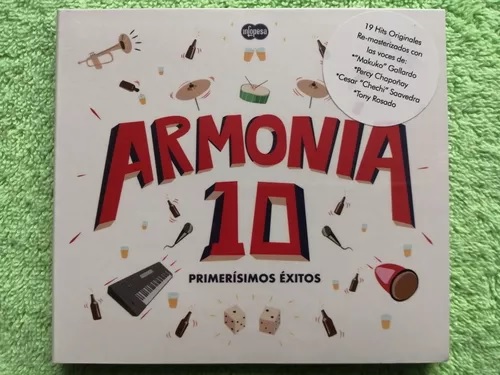 infopesa
19 Hits Originales
Re-masterizados con
las voces de:
*"Makuko" Gallardo
*Percy Chapoñay
*Cesar "Chechi" Saavedra
*Tony Rosado
ARMONIA
10
PRIMERÍSIMOS ÉXITOS